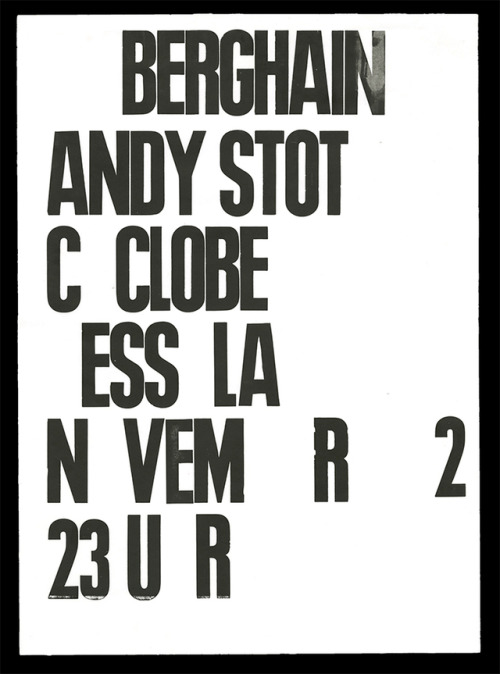 BERGHAIN
ANDY STOT
C CLOBE
ESS LA
N VEM R 2
23 U R